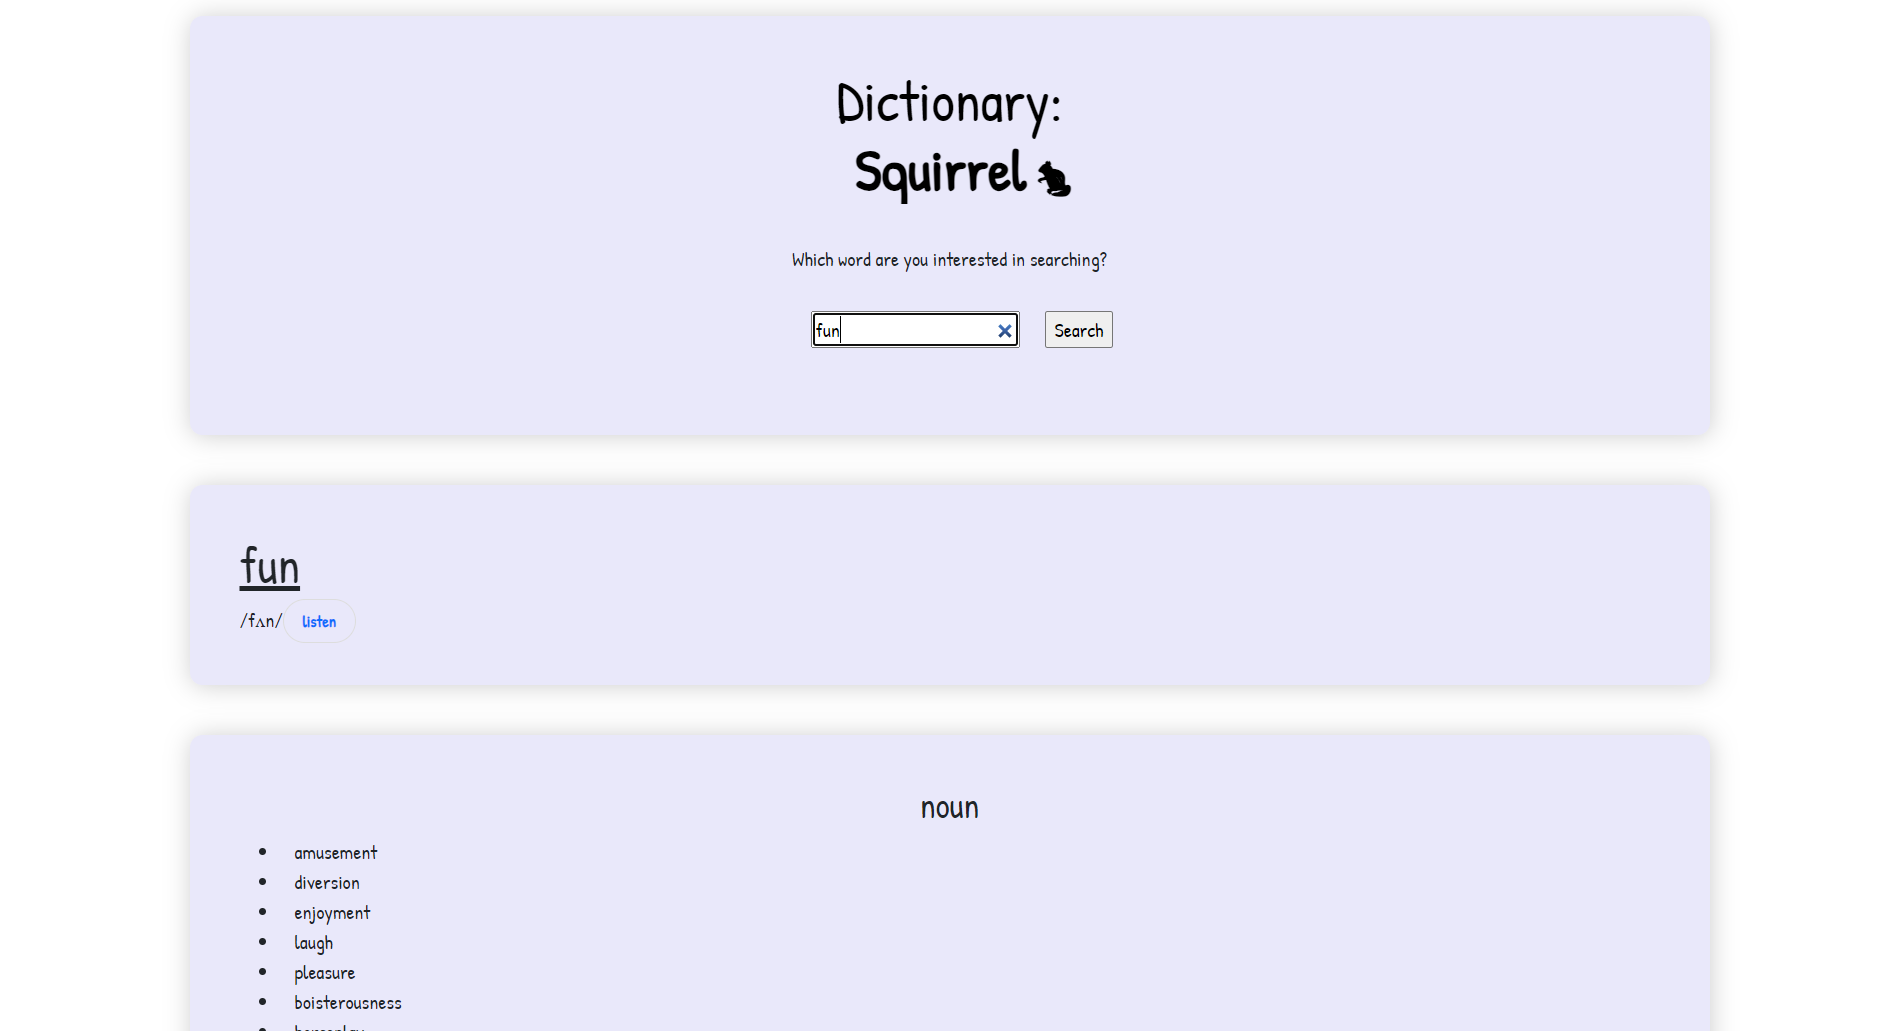 Dictionary:
Squirrel
Which word are you interested in searching?
fun Search
fun
/fʌn/ listen
noun
amusement
diversion
enjoyment
laugh
pleasure
boisterousness